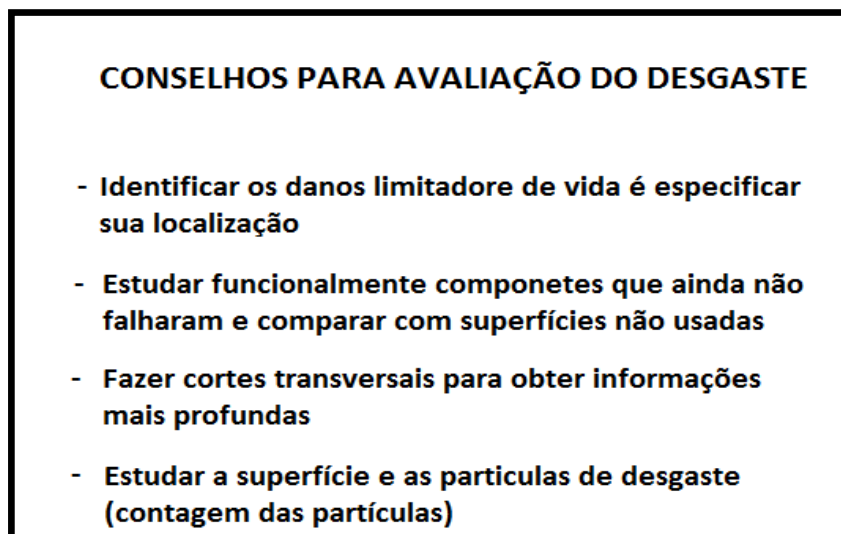 CONSELHOS PARA AVALIAÇÃO DO DESGASTE
- Identificar os danos limitadore de vida é especificar
sua localização
- Estudar funcionalmente componetes que ainda não
falharam e comparar com superfícies não usadas
- Fazer cortes transversais para obter informações
mais profundas
- Estudar a superfície e as particulas de desgaste
(contagem das partículas)